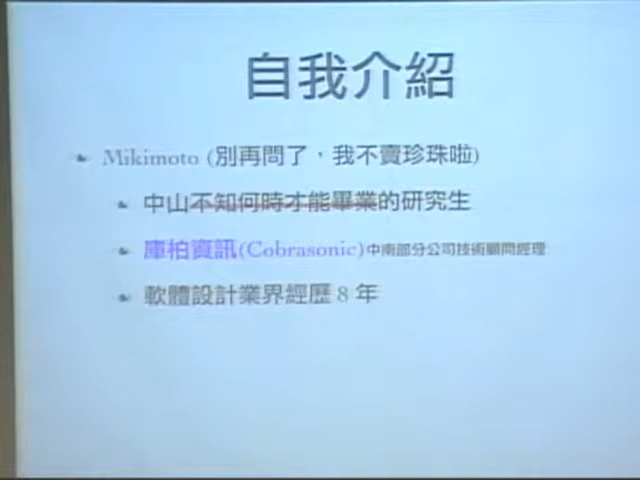 自我介紹
Mikimoto (別再問了，我不賣珍珠啦)
中山不知何時才能畢業的研究生
庫柏資訊(Cobrasonic)中南部分公司技術顧問經理
軟體設計業界經歷 8 年